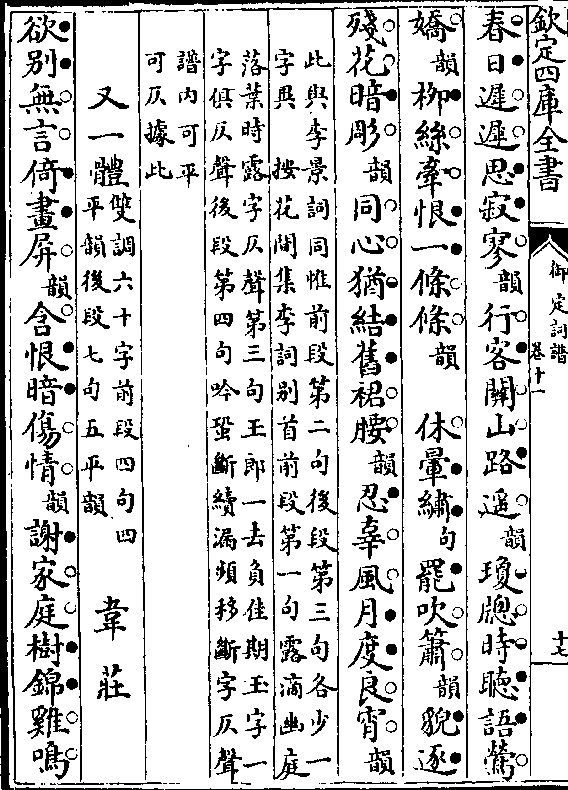 欽定四庫全書
御定詞譜
卷十一
十七
春日遲遲思寂寥韻行客關山路遥韻瓊牕時聽語鶯
嬌韻柳絲牽恨一條條韻 休暈繡句罷吹簫韻貌逐
殘花暗彫韻同心猶結舊裙腰韻忍辜風月度良宵韻
此與李景詞同惟前段第二句後段第三句各少一
字與 按花間集李詞别首前段第一句露滴幽庭
落葉時露字仄聲第三句王郎一去負佳期王字一
字俱仄聲後段第四句吟蛩斷續漏頻移斷字仄聲
譜内可平
可仄據此
又一體雙調六十字前段四句四
平韻後段七句五平韻 韋莊
欲别無言倚畫屏韻含恨暗傷情韻謝家庭樹錦雞鳴